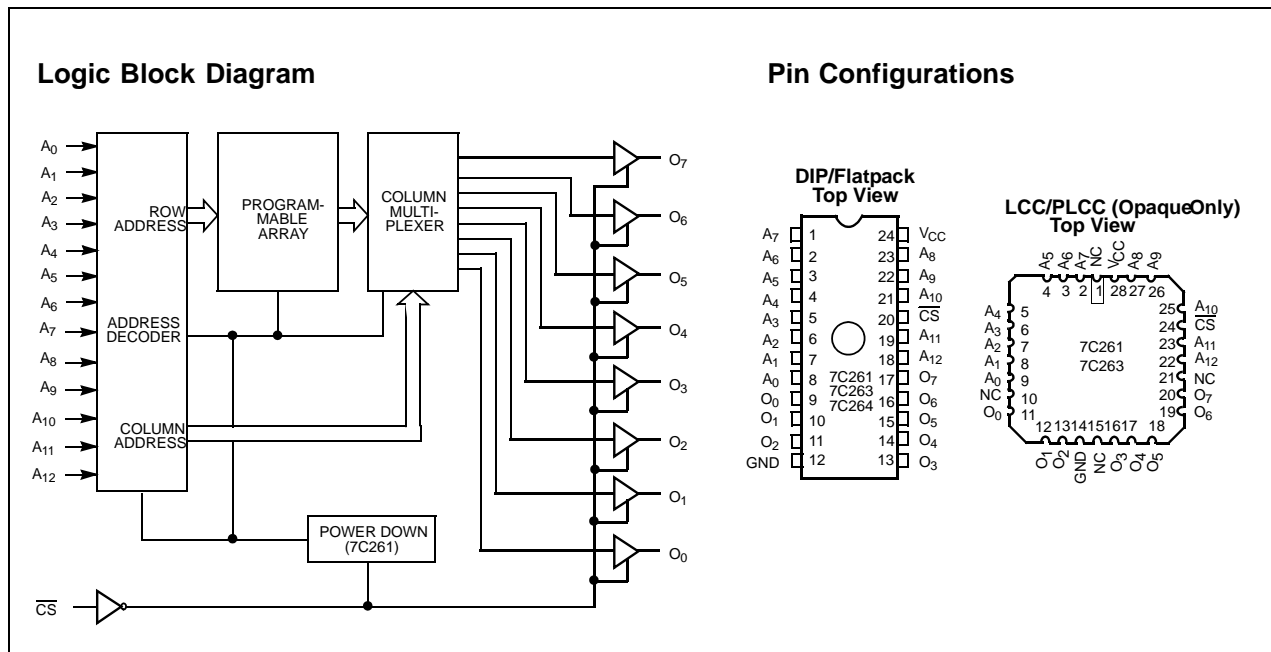 Logic Block Diagram
A0
A1
A2
A3
A4
A5
A6
A7
A8
A9
A10
A11
A12
ROW
ADDRESS
ADDRESS
DECODER
COLUMN
ADDRESS
PROGRAM-
MABLE
ARRAY
COLUMN
MULTI-
PLEXER
POWER DOWN
(7C261)
CS
O7
O6
O5
O4
O3
O2
O1
O0
Pin Configurations
DIP/Flatpack
Top View
A7 1 24 VCC
A6 2 23 A8
A5 3 22 A9
A4 4 21 A10
A3 5 20 CS
A2 6 19 A11
A1 7 18 A12
A0 8 7C261 17 O7
O0 9 7C263 16 O6
7C264
O1 10 15 O5
O2 11 14 O4
GND 12 13 O3
LCC/PLCC (OpaqueOnly)
Top View
A5 A6 A7 NC VCC A8 A9
4 3 2 1 28 27 26
A4 5 25 A10
A3 6 24 CS
A2 7 23 A11
A1 8 22 A12
A0 9 21 NC
NC 10 20 O7
O0 11 19 O6
7C261
7C263
12 13 14 15 16 17 18
O1 O2 GND NC O3 O4 O5